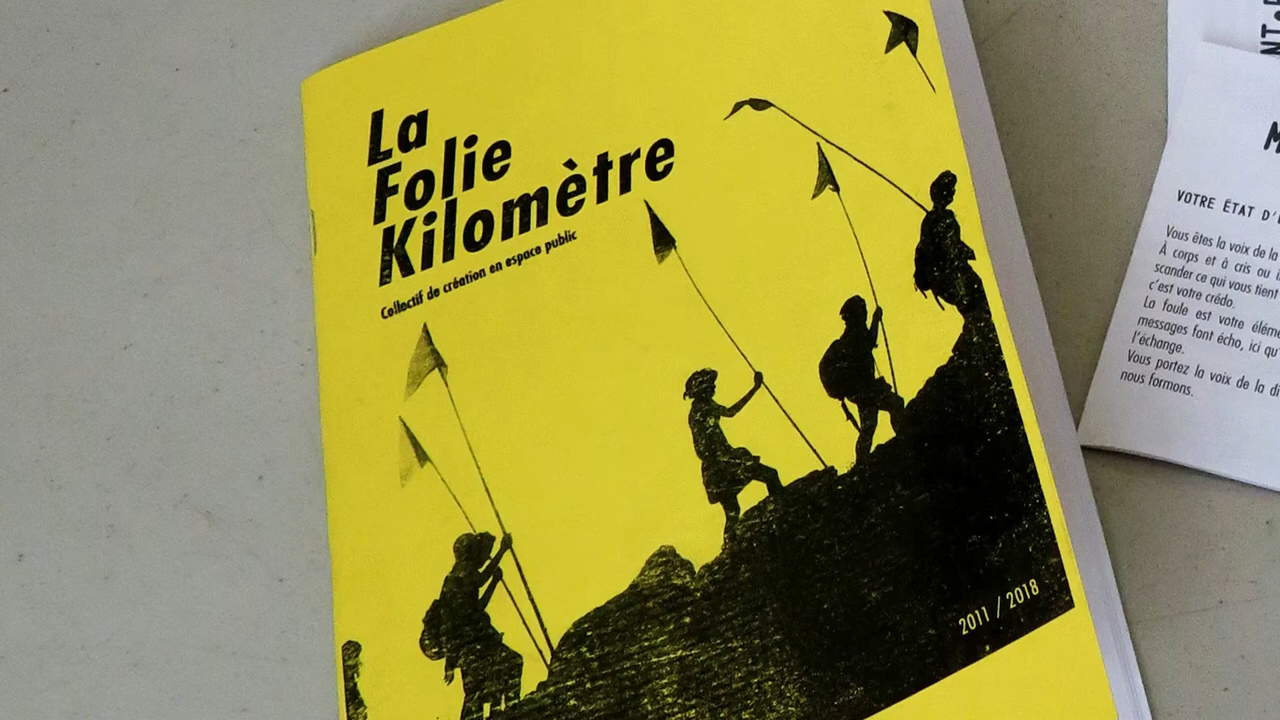 La
Folie
Kilomètre
Collectif de création en espace public
2011 / 2018
VOTRE ÉTAT D'
Vous êtes la voix de la
À corps et à cris ou
scander ce qui vous tient
c'est votre crédo.
La foule est votre
messages font écho, ici
l'échange.
Vous portez la voix de la
nous formons.